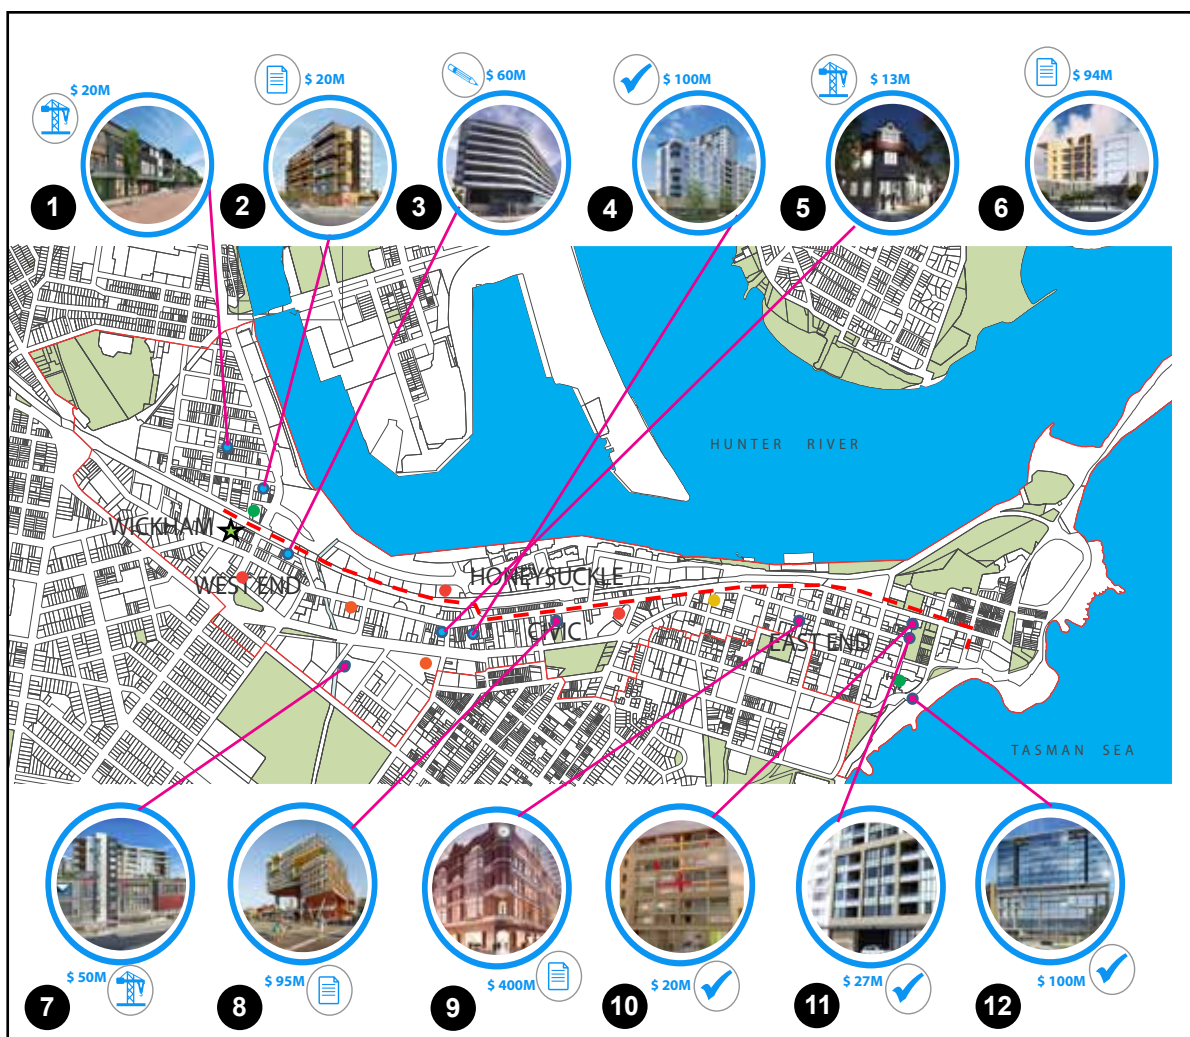 $ 20M
$ 20M
$ 60M
$ 100M
$ 13M
$ 94M
1
2
3
4
5
6
HUNTER RIVER
WICKHAM
WEST END
HONEYSUCKLE
CIVIC
EAST END
TASMAN SEA
$ 50M
$ 95M
$ 400M
$ 20M
$ 27M
$ 100M
7
8
9
10
11
12